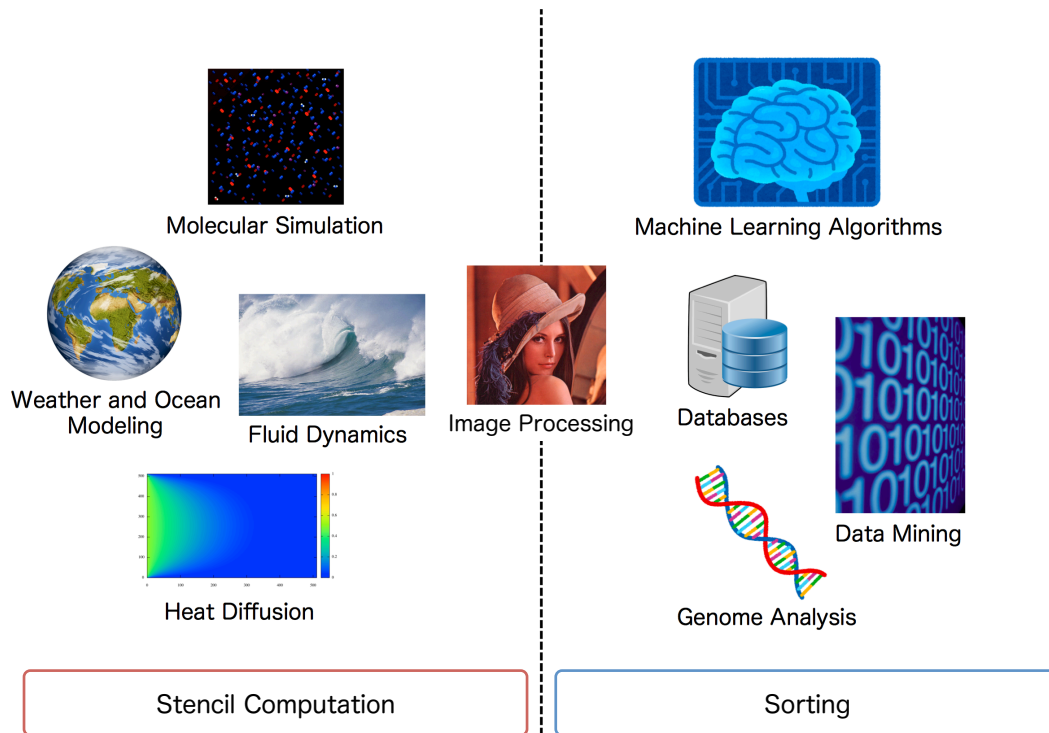 Molecular Simulation
Machine Learning Algorithms
Weather and Ocean
Modeling
Fluid Dynamics
Image Processing
Databases
Data Mining
Heat Diffusion
Genome Analysis
Stencil Computation
Sorting